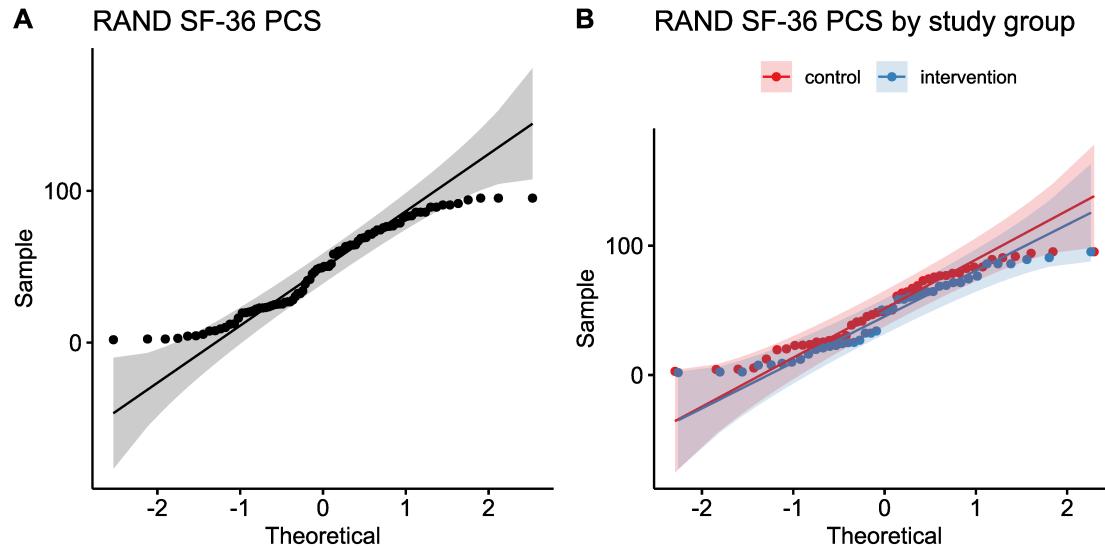 A RAND SF-36 PCS
100
0
Sample
-2 -1 0 1 2
Theoretical
B RAND SF-36 PCS by study group
control intervention
100
0
Sample
-2 -1 0 1 2
Theoretical